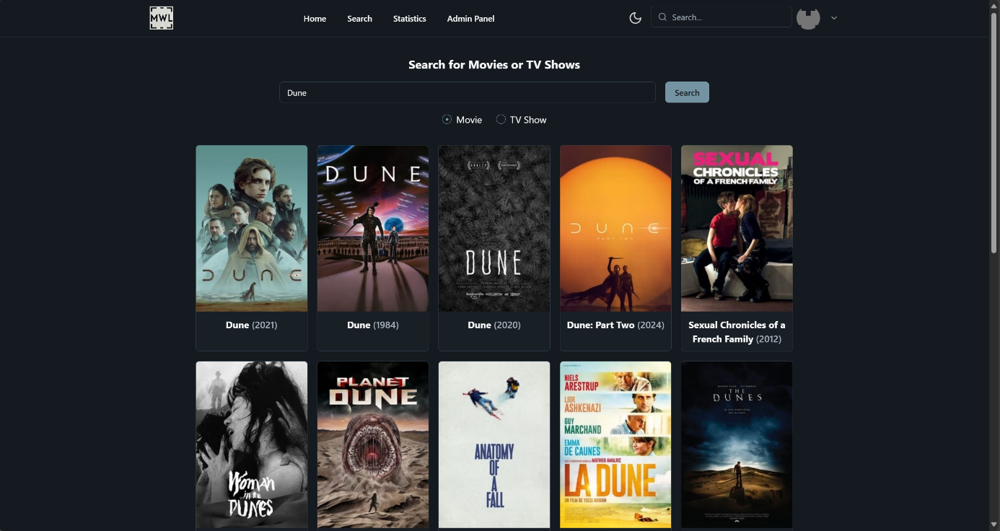 MWL
Home
Search
Statistics
Admin Panel
Search...
Search for Movies or TV Shows
Dune
Search
Movie
TV Show
DUNE
DUNE
DUNE
DUNE
PART TWO
SEXUAL
CHRONICLES
OF A FRENCH FAMILY
Dune (2021)
Dune (1984)
Dune (2020)
Dune: Part Two (2024)
Sexual Chronicles of a
French Family (2012)
Woman
in the
DUNES
PLANET
DUNE
ANATOMY
OF
A
FALL
NIELS
ARESTRUP
LIOR
ASHKENAZI
GUY
MARCHAND
EMMA
DE CAUNES
MATHIEU AMALRIC
LA DUNE
UN FILM DE YOSSI AVIRAM
THE
DUNES